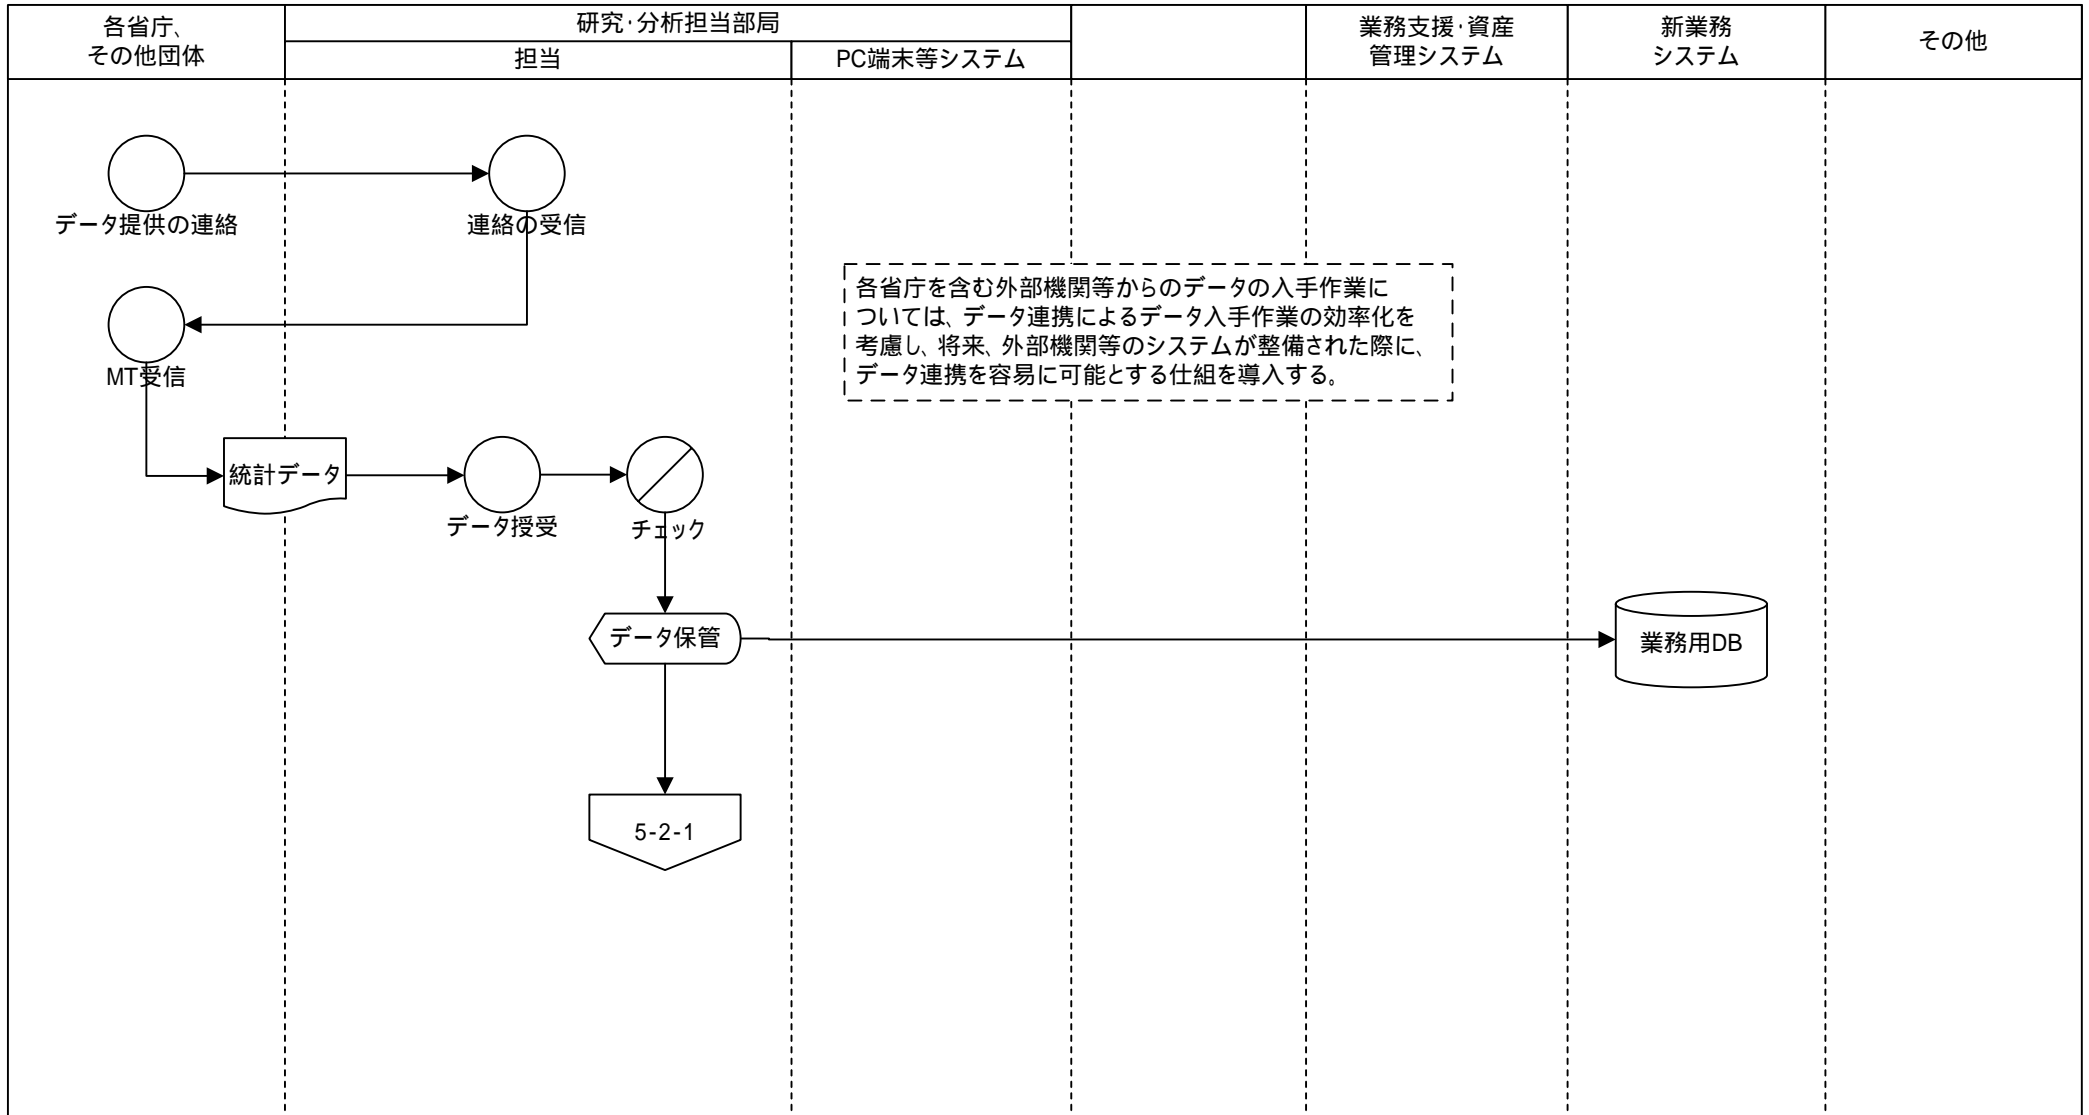 各省庁、
その他団体
研究・分析担当部局
担当
PC端末等システム
業務支援・資産
管理システム
新業務
システム
その他
データ提供の連絡
連絡の受信
各省庁を含む外部機関等からのデータの入手作業に
ついては、データ連携によるデータ入手作業の効率化を
考慮し、将来、外部機関等のシステムが整備された際に、
データ連携を容易に可能とする仕組を導入する。
MT受信
統計データ
データ授受
チェック
データ保管
業務用DB
5-2-1